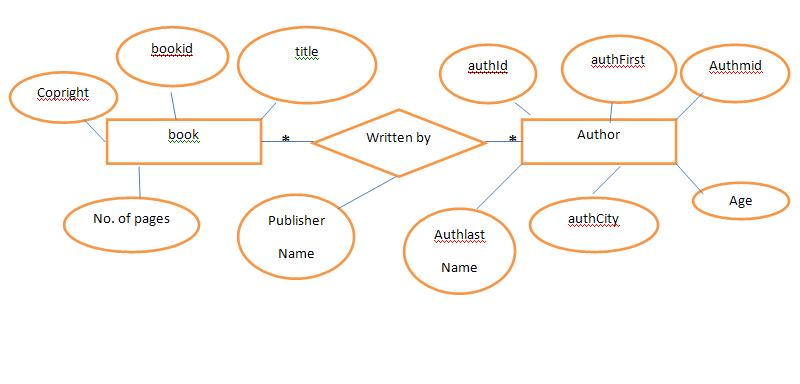 bookid
title
authId
authFirst
Authmid
Copright
book
*
Written by
*
Author
No. of pages
Publisher
Name
Authlast
Name
authCity
Age